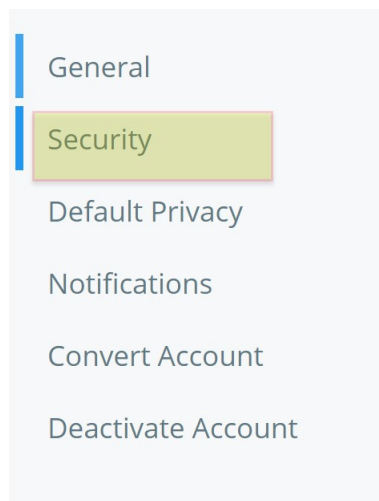 General
Security
Default Privacy
Notifications
Convert Account
Deactivate Account